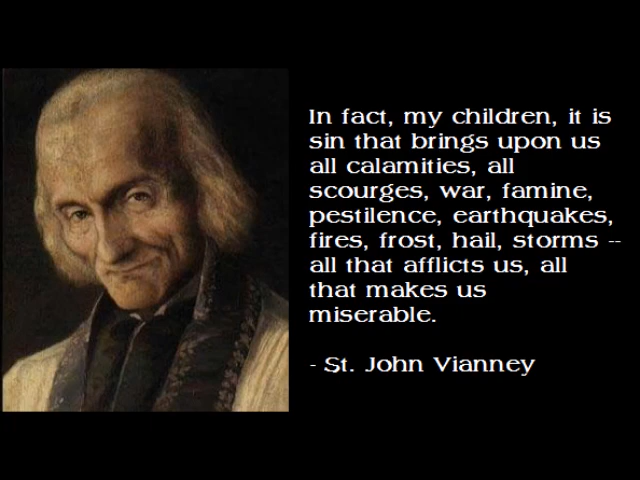 In fact, my children, it is
sin that brings upon us
all calamities, all
scourges, war, famine,
pestilence, earthquakes,
fires, frost, hail, storms --
all that afflicts us, all
that makes us
miserable.
- St. John Vianney